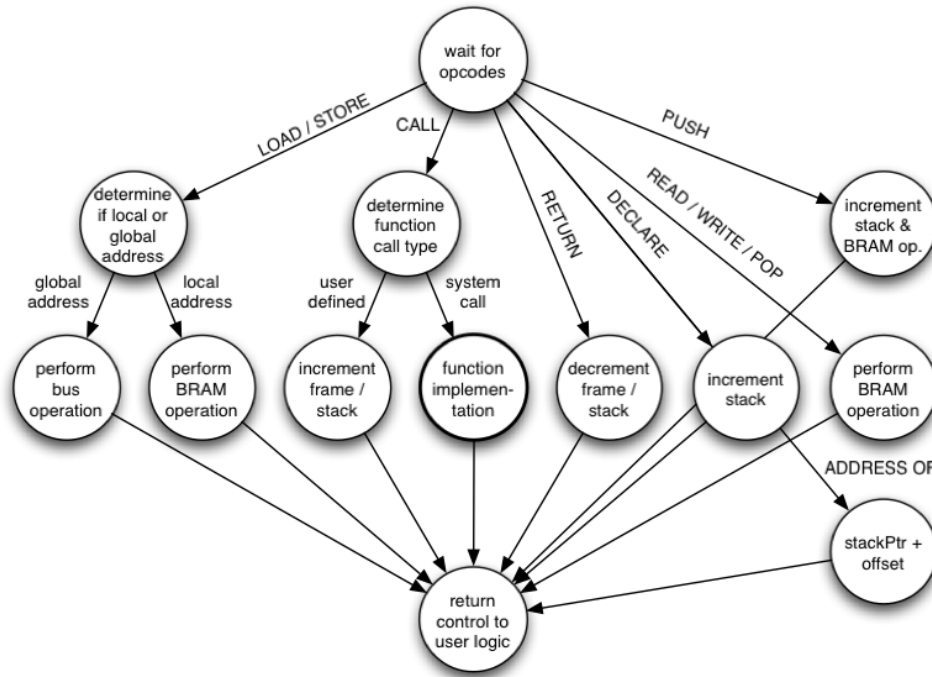 wait for
opcodes
LOAD / STORE
CALL
RETURN
DECLARE
READ / WRITE / POP
PUSH
determine
if local or
global
address
determine
function
call type
increment
stack &
BRAM op.
global
address
local
address
user
defined
system
call
perform
bus
operation
perform
BRAM
operation
increment
frame /
stack
function
implemen-
tation
decrement
frame /
stack
increment
stack
perform
BRAM
operation
ADDRESS OF
stackPtr +
offset
return
control to
user logic